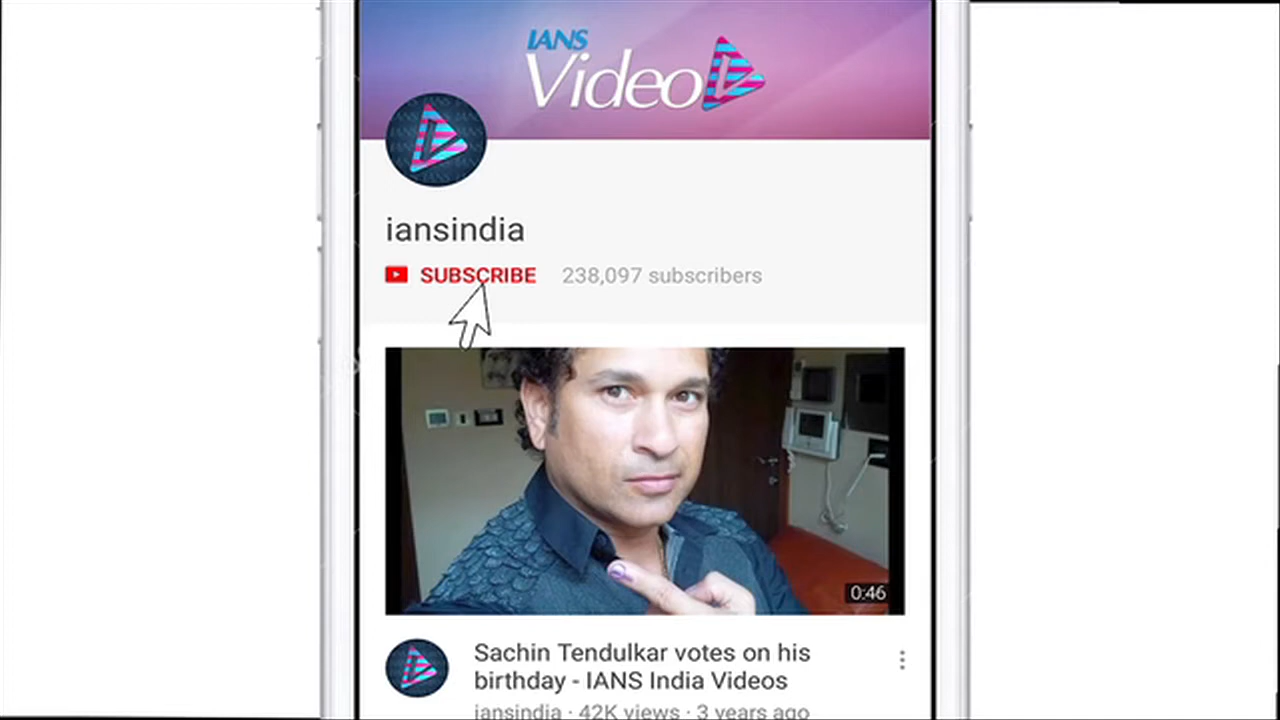 IANS
Video
iansindia
SUBSCRIBE 238,097 subscribers
0:46
Sachin Tendulkar votes on his
birthday - IANS India Videos
iansindia · 42K views · 3 years ago